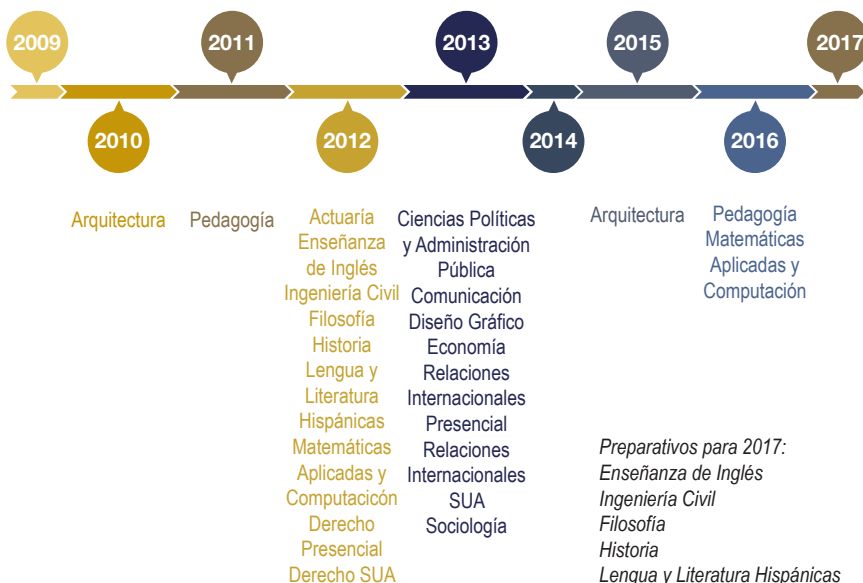 2009
2011
2013
2015
2017
2010
2012
2014
2016
Arquitectura
Pedagogía
Actuaría
Enseñanza
de Inglés
Ingeniería Civil
Filosofía
Historia
Lengua y
Literatura
Hispánicas
Matemáticas
Aplicadas y
Computacicón
Derecho
Presencial
Derecho SUA
Ciencias Políticas
y Administración
Pública
Comunicación
Diseño Gráfico
Economía
Relaciones
Internacionales
Presencial
Relaciones
Internacionales
SUA
Sociología
Arquitectura
Pedagogía
Matemáticas
Aplicadas y
Computación
Preparativos para 2017:
Enseñanza de Inglés
Ingeniería Civil
Filosofía
Historia
Lengua y Literatura Hispánicas